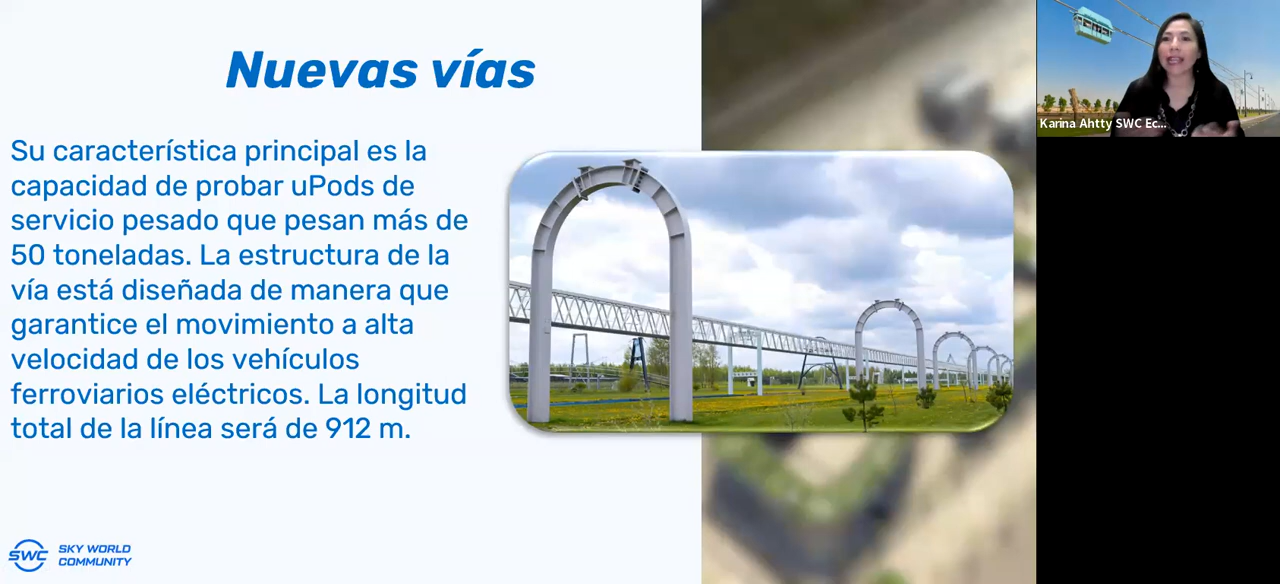 Nuevas vías
Su característica principal es la
capacidad de probar uPods de
servicio pesado que pesan más de
50 toneladas. La estructura de la
vía está diseñada de manera que
garantice el movimiento a alta
velocidad de los vehículos
ferroviarios eléctricos. La longitud
total de la línea será de 912 m.
SWC SKY WORLD
COMMUNITY
Karina Ahtty SWC Ec...